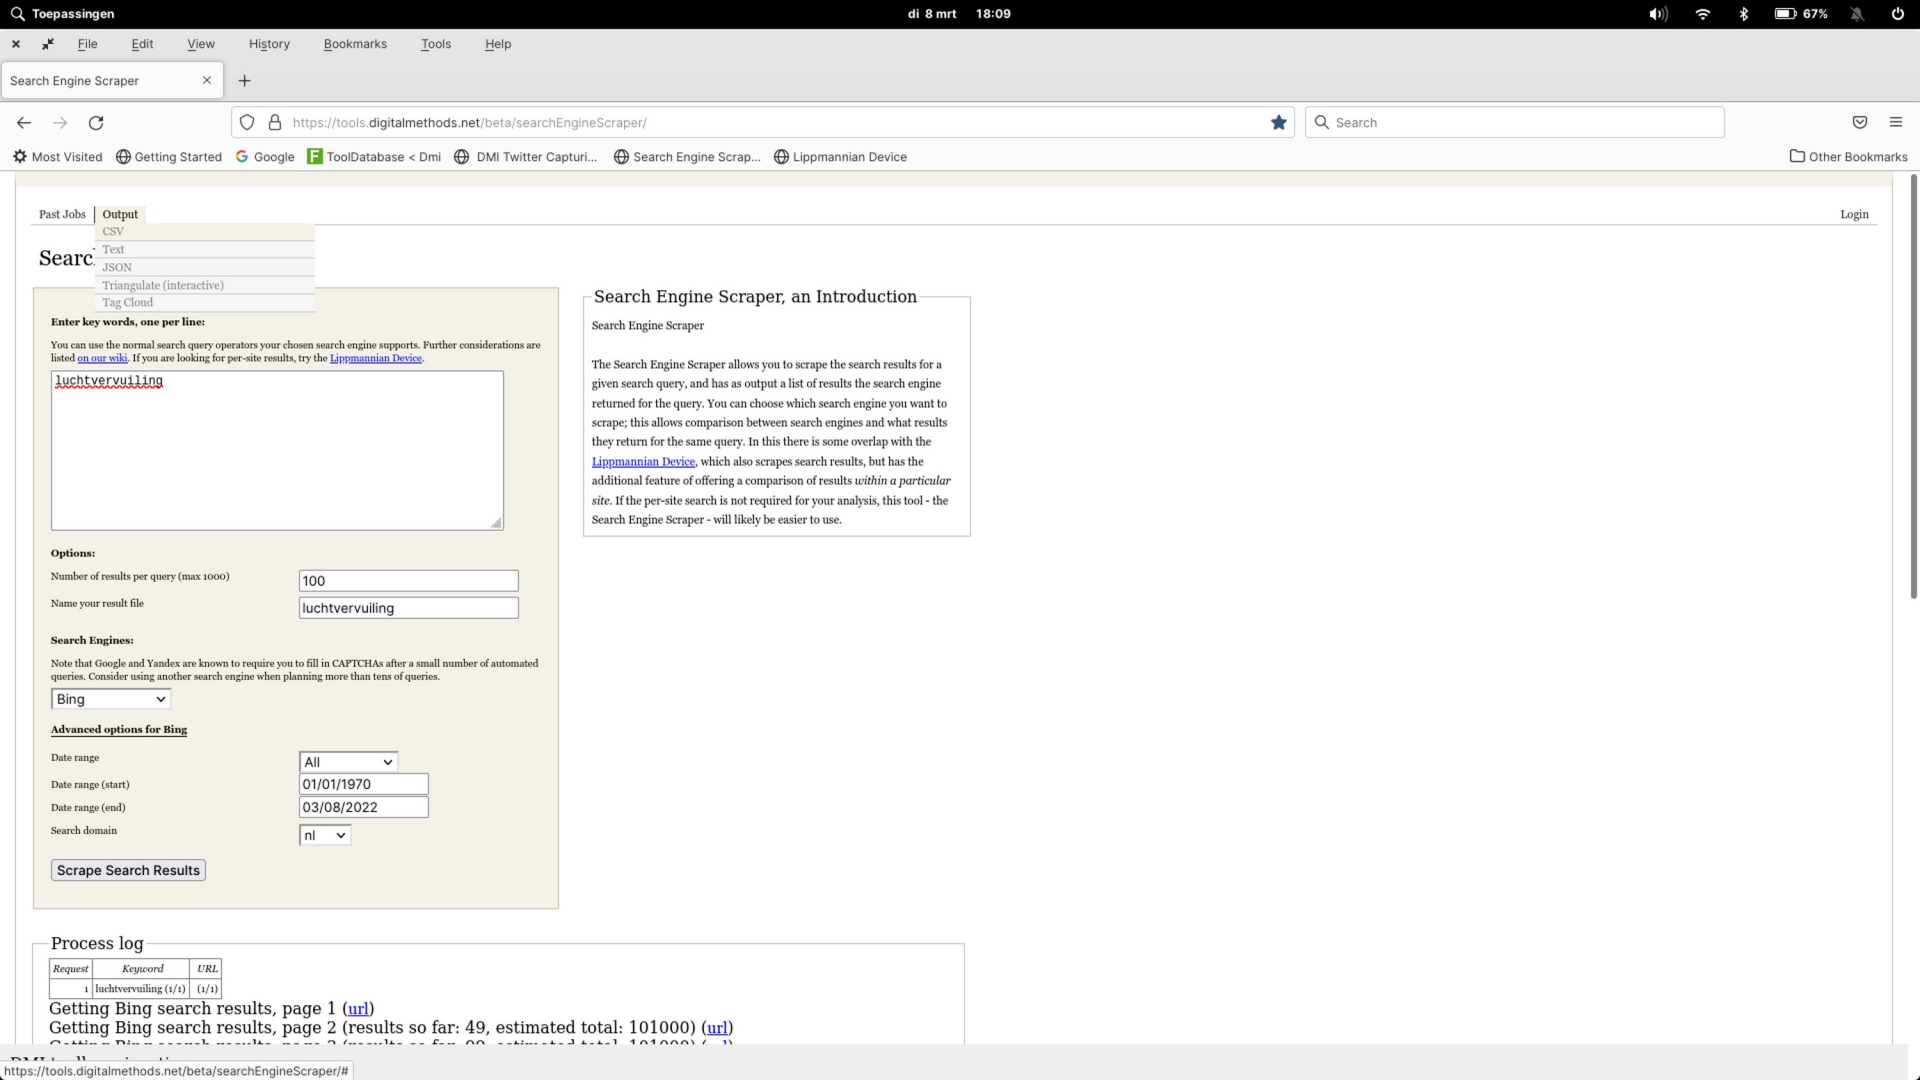 Toepassingen
di 8 mrt 18:09
67%
File Edit View History Bookmarks Tools Help
Search Engine Scraper
https://tools.digitalmethods.net/beta/searchEngineScraper/
Search
Most Visited Getting Started Google ToolDatabase < Dmi DMI Twitter Capturi... Search Engine Scrap... Lippmannian Device Other Bookmarks
Past Jobs Output Login
CSV
Text
JSON
Triangulate (interactive)
Tag Cloud
Searc
Enter key words, one per line:
You can use the normal search query operators your chosen search engine supports. Further considerations are
listed on our wiki. If you are looking for per-site results, try the Lippmannian Device.
luchtvervuiling
Options:
Number of results per query (max 1000) 100
Name your result file luchtvervuiling
Search Engines:
Note that Google and Yandex are known to require you to fill in CAPTCHAs after a small number of automated
queries. Consider using another search engine when planning more than tens of queries.
Bing
Advanced options for Bing
Date range All
Date range (start) 01/01/1970
Date range (end) 03/08/2022
Search domain nl
Scrape Search Results
Search Engine Scraper, an Introduction
Search Engine Scraper
The Search Engine Scraper allows you to scrape the search results for a
given search query, and has as output a list of results the search engine
returned for the query. You can choose which search engine you want to
scrape; this allows comparison between search engines and what results
they return for the same query. In this there is some overlap with the
Lippmannian Device, which also scrapes search results, but has the
additional feature of offering a comparison of results within a particular
site. If the per-site search is not required for your analysis, this tool - the
Search Engine Scraper - will likely be easier to use.
Process log
Request Keyword URL
1 luchtvervuiling (1/1) (1/1)
Getting Bing search results, page 1 (url)
Getting Bing search results, page 2 (results so far: 49, estimated total: 101000) (url)
https://tools.digitalmethods.net/beta/searchEngineScraper/#